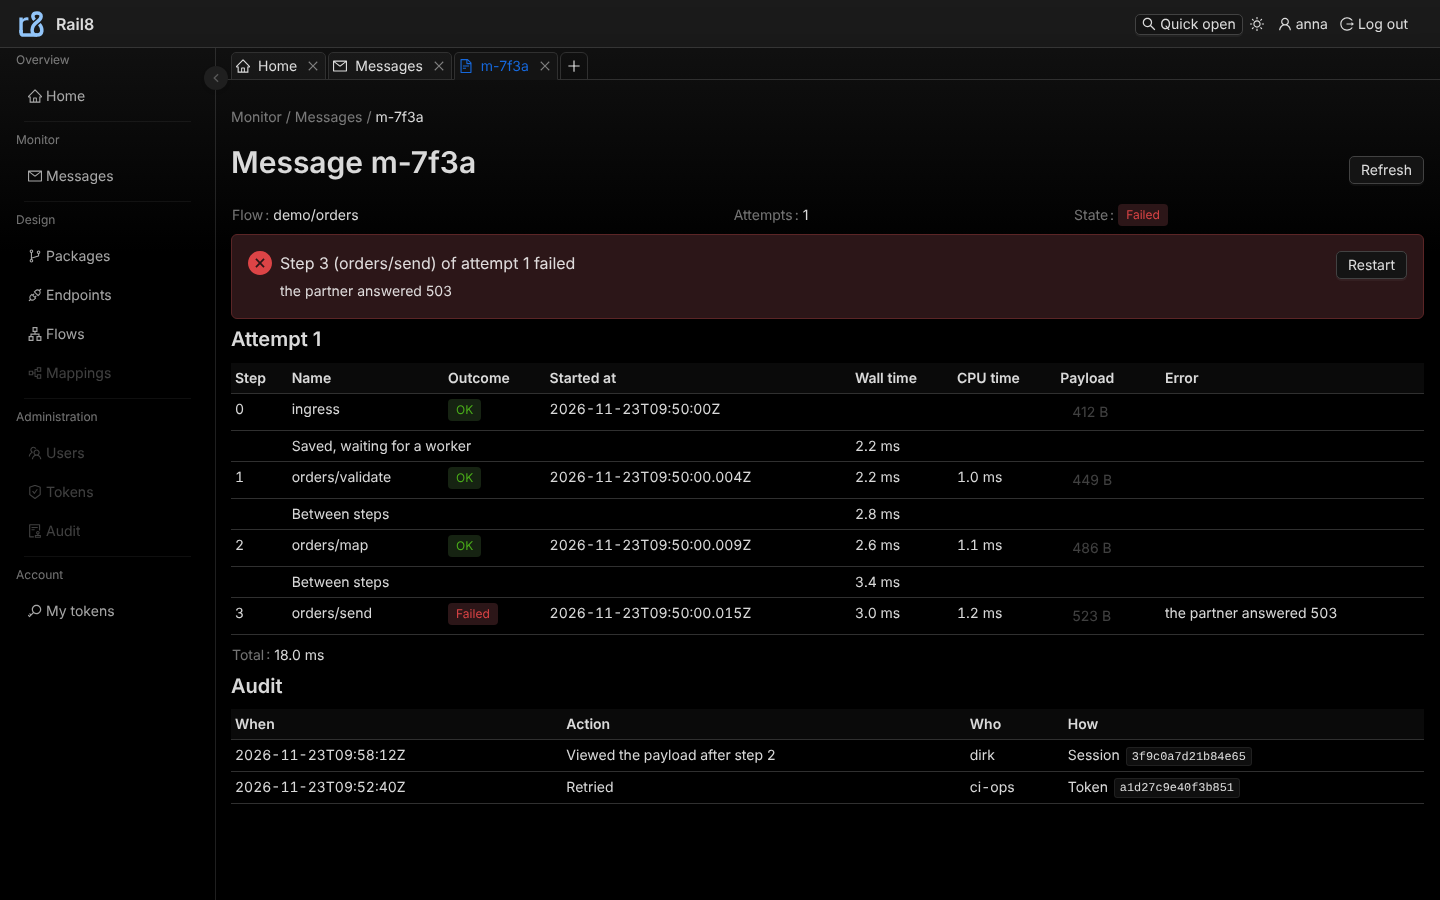 r8 Rail8
Quick open anna Log out
Overview
Home
Monitor
Messages
Design
Packages
Endpoints
Flows
Mappings
Administration
Users
Tokens
Audit
Account
My tokens
Home Messages m-7f3a
Monitor / Messages / m-7f3a
Message m-7f3a
Refresh
Flow: demo/orders Attempts: 1 State: Failed
Step 3 (orders/send) of attempt 1 failed
Restart
the partner answered 503
Attempt 1
Step Name Outcome Started at Wall time CPU time Payload Error
0 ingress OK 2026-11-23T09:50:00Z 412 B
Saved, waiting for a worker 2.2 ms
1 orders/validate OK 2026-11-23T09:50:00.004Z 2.2 ms 1.0 ms 449 B
Between steps 2.8 ms
2 orders/map OK 2026-11-23T09:50:00.009Z 2.6 ms 1.1 ms 486 B
Between steps 3.4 ms
3 orders/send Failed 2026-11-23T09:50:00.015Z 3.0 ms 1.2 ms 523 B the partner answered 503
Total: 18.0 ms
Audit
When Action Who How
2026-11-23T09:58:12Z Viewed the payload after step 2 dirk Session 3f9c0a7d21b84e65
2026-11-23T09:52:40Z Retried ci-ops Token a1d27c9e40f3b851